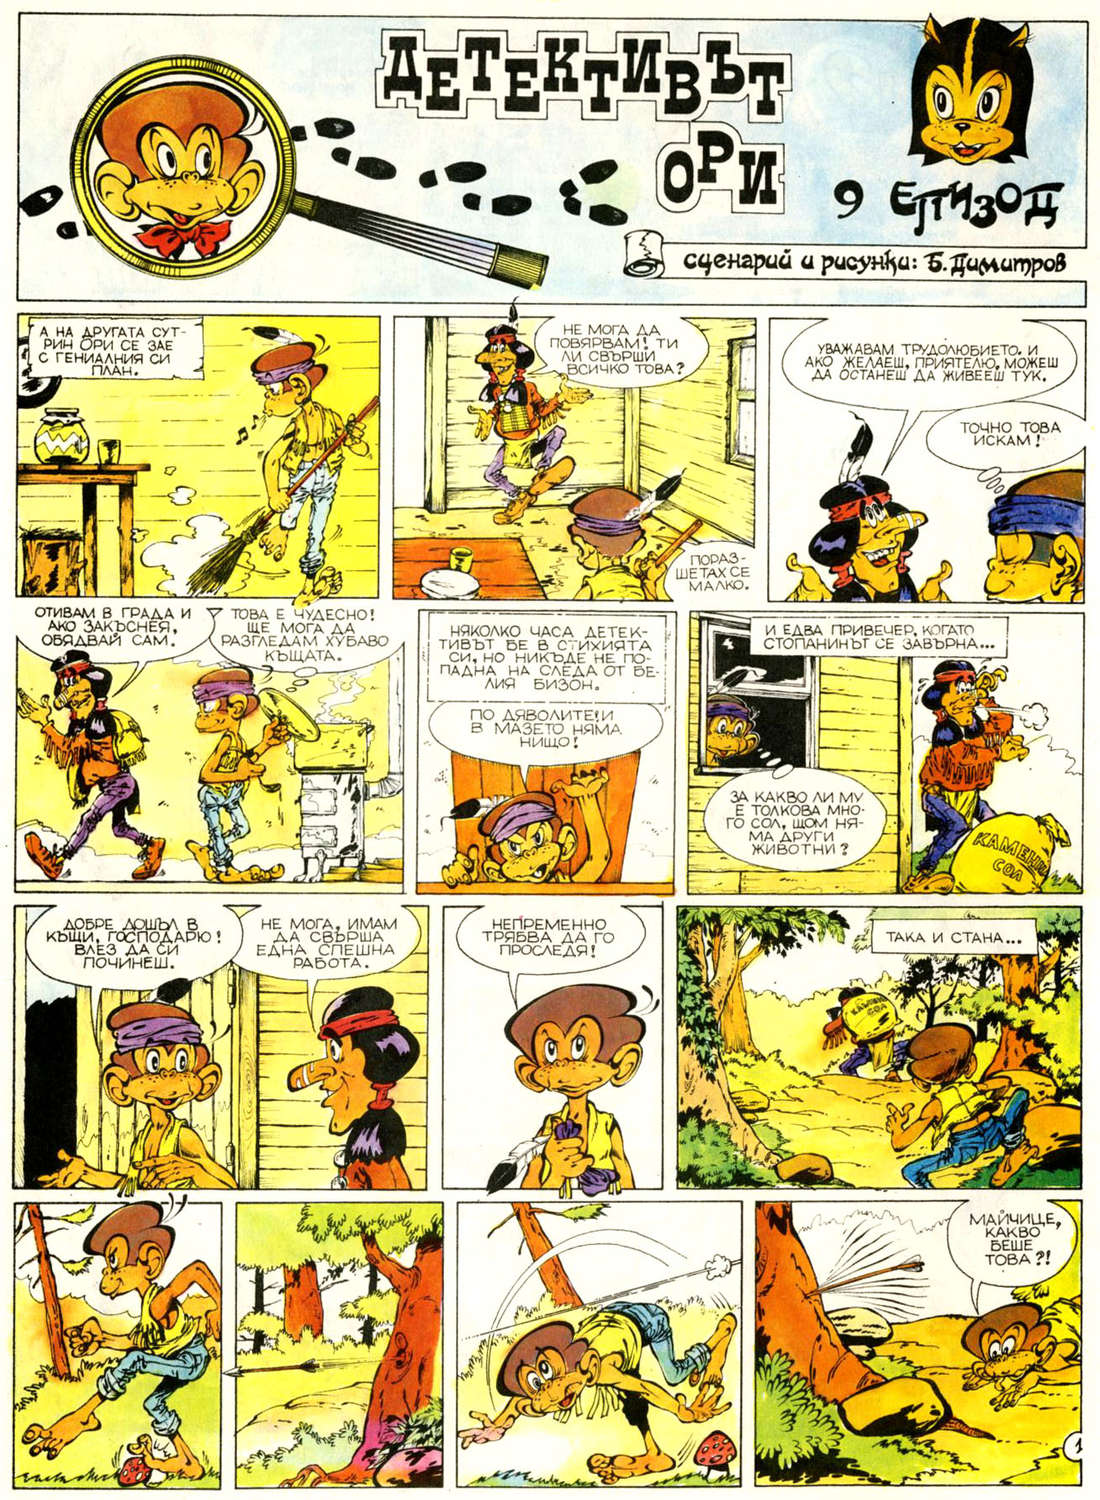 ДЕТЕКТИВЪТ
ОРИ
9 ЕПИЗОД
сценарий и рисунки: Б. Димитров
А НА ДРУГАТА СУТ-
РИН ОРИ СЕ ЗАЕ
С ГЕНИАЛНИЯ СИ
ПЛАН.
НЕ МОГА ДА
ПОВЯРВАМ! ТИ
ЛИ СВЪРШИ
ВСИЧКО ТОВА?
ПОРАЗ-
ШЕТАХ СЕ
МАЛКО.
УВАЖАВАМ ТРУДОЛЮБИЕТО. И
АКО ЖЕЛАЕШ, ПРИЯТЕЛЮ, МОЖЕШ
ДА ОСТАНЕШ ДА ЖИВЕЕШ ТУК.
ТОЧНО ТОВА
ИСКАМ!
ОТИВАМ В ГРАДА И
АКО ЗАКЪСНЕЯ,
ОБЯДВАЙ САМ.
ТОВА Е ЧУДЕСНО!
ЩЕ МОГА ДА
РАЗГЛЕДАМ ХУБАВО
КЪЩАТА.
НЯКОЛКО ЧАСА ДЕТЕК-
ТИВЪТ БЕ В СТИХИЯТА
СИ, НО НИКЪДЕ НЕ ПО-
ПАДНА НА СЛЕДА ОТ БЕ-
ЛИЯ БИЗОН.
ПО ДЯВОЛИТЕ! И
В МАЗЕТО НЯМА
НИЩО!
И ЕДВА ПРИВЕЧЕР, КОГАТО
СТОПАНИНЪТ СЕ ЗАВЪРНА...
ЗА КАКВО ЛИ МУ
Е ТОЛКОВА МНО-
ГО СОЛ, ЩОМ НЯ-
МА ДРУГИ
ЖИВОТНИ?
КАМЕННА
СОЛ
ДОБРЕ ДОШЪЛ В
КЪЩИ, ГОСПОДАРЮ!
ВЛЕЗ ДА СИ
ПОЧИНЕШ.
НЕ МОГА, ИМАМ
ДА СВЪРША
ЕДНА СПЕШНА
РАБОТА.
НЕПРЕМЕННО
ТРЯБВА ДА ГО
ПРОСЛЕДЯ!
ТАКА И СТАНА...
КАМЕННА
СОЛ
МАЙЧИЦЕ,
КАКВО
БЕШЕ
ТОВА?!
1